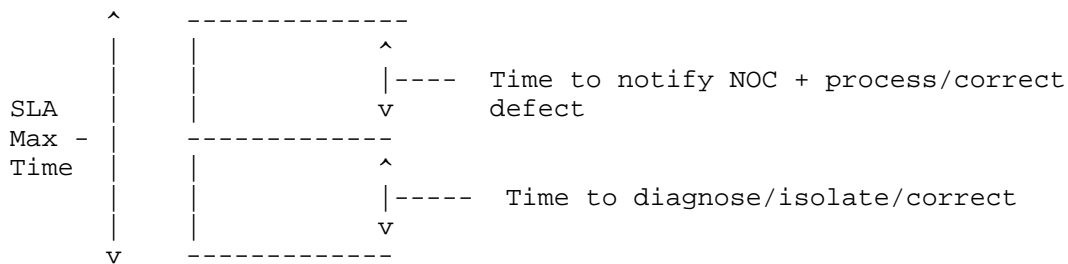 Time to notify NOC + process/correct
SLA defect
Max -
Time
Time to diagnose/isolate/correct